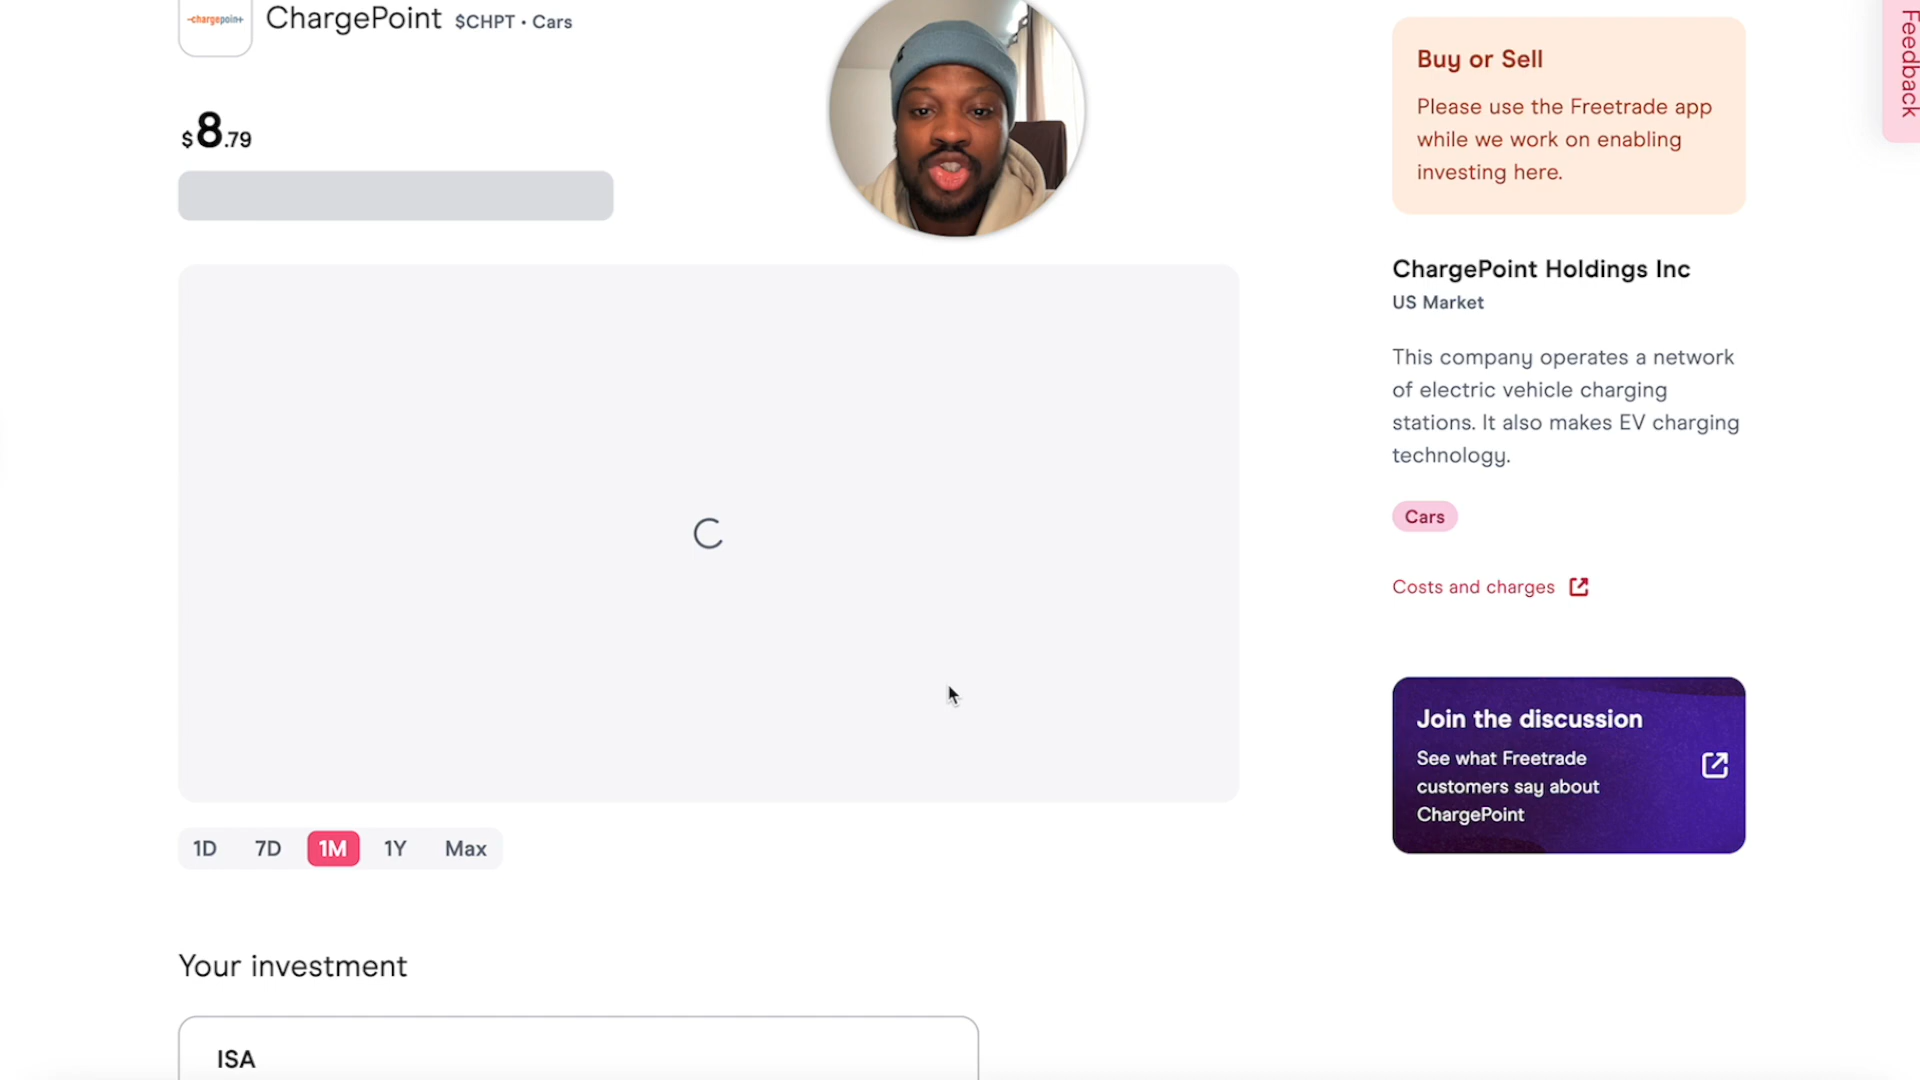 -chargepoin+
ChargePoint $CHPT • Cars
$8.79
1D 7D 1M 1Y Max
Your investment
ISA
Buy or Sell
Please use the Freetrade app
while we work on enabling
investing here.
ChargePoint Holdings Inc
US Market
This company operates a network
of electric vehicle charging
stations. It also makes EV charging
technology.
Cars
Costs and charges
Join the discussion
See what Freetrade
customers say about
ChargePoint
Feedback